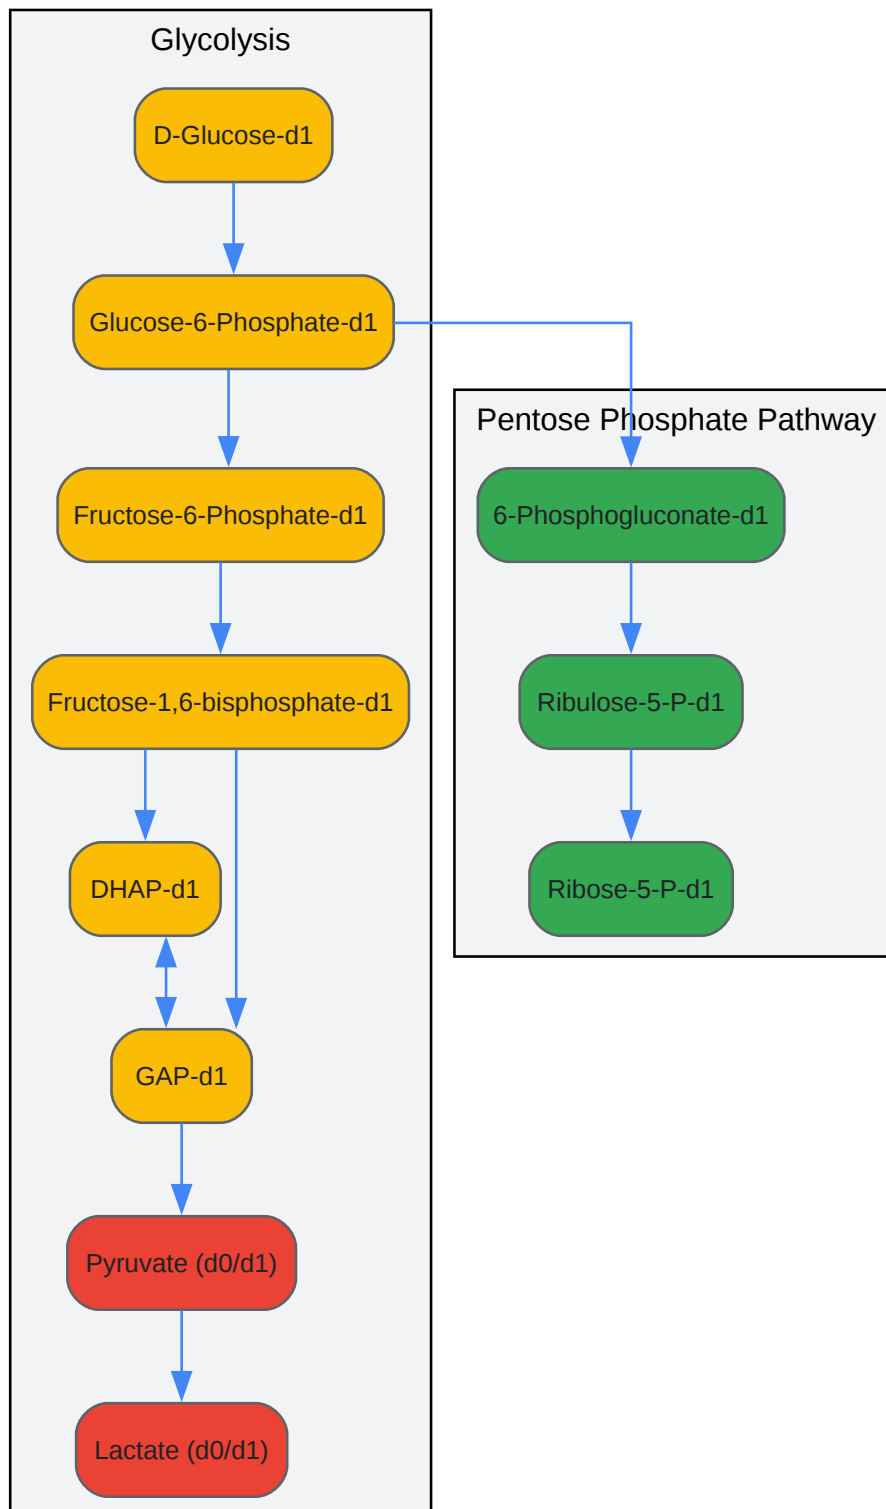 Glycolysis
D-Glucose-d1
Glucose-6-Phosphate-d1
Fructose-6-Phosphate-d1
Fructose-1,6-bisphosphate-d1
DHAP-d1
GAP-d1
Pyruvate (d0/d1)
Lactate (d0/d1)
Pentose Phosphate Pathway
6-Phosphogluconate-d1
Ribulose-5-P-d1
Ribose-5-P-d1